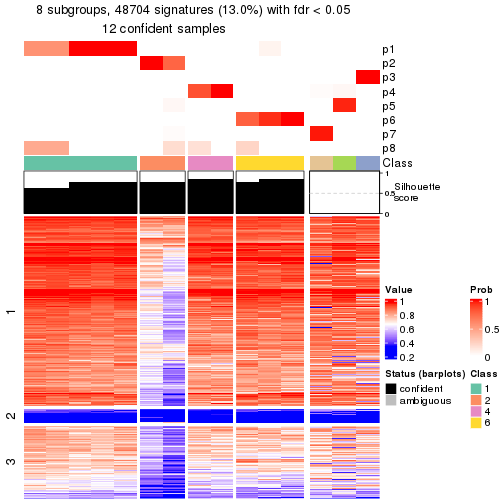 8 subgroups, 48704 signatures (13.0%) with fdr < 0.05
12 confident samples
p1
p2
p3
p4
p5
p6
p7
p8
Class
1
0.5
0
Silhouette
score
1
2
3
Value
1
0.8
0.6
0.4
0.2
Prob
1
0.5
0
Status (barplots)
confident
ambiguous
Class
1
2
4
6